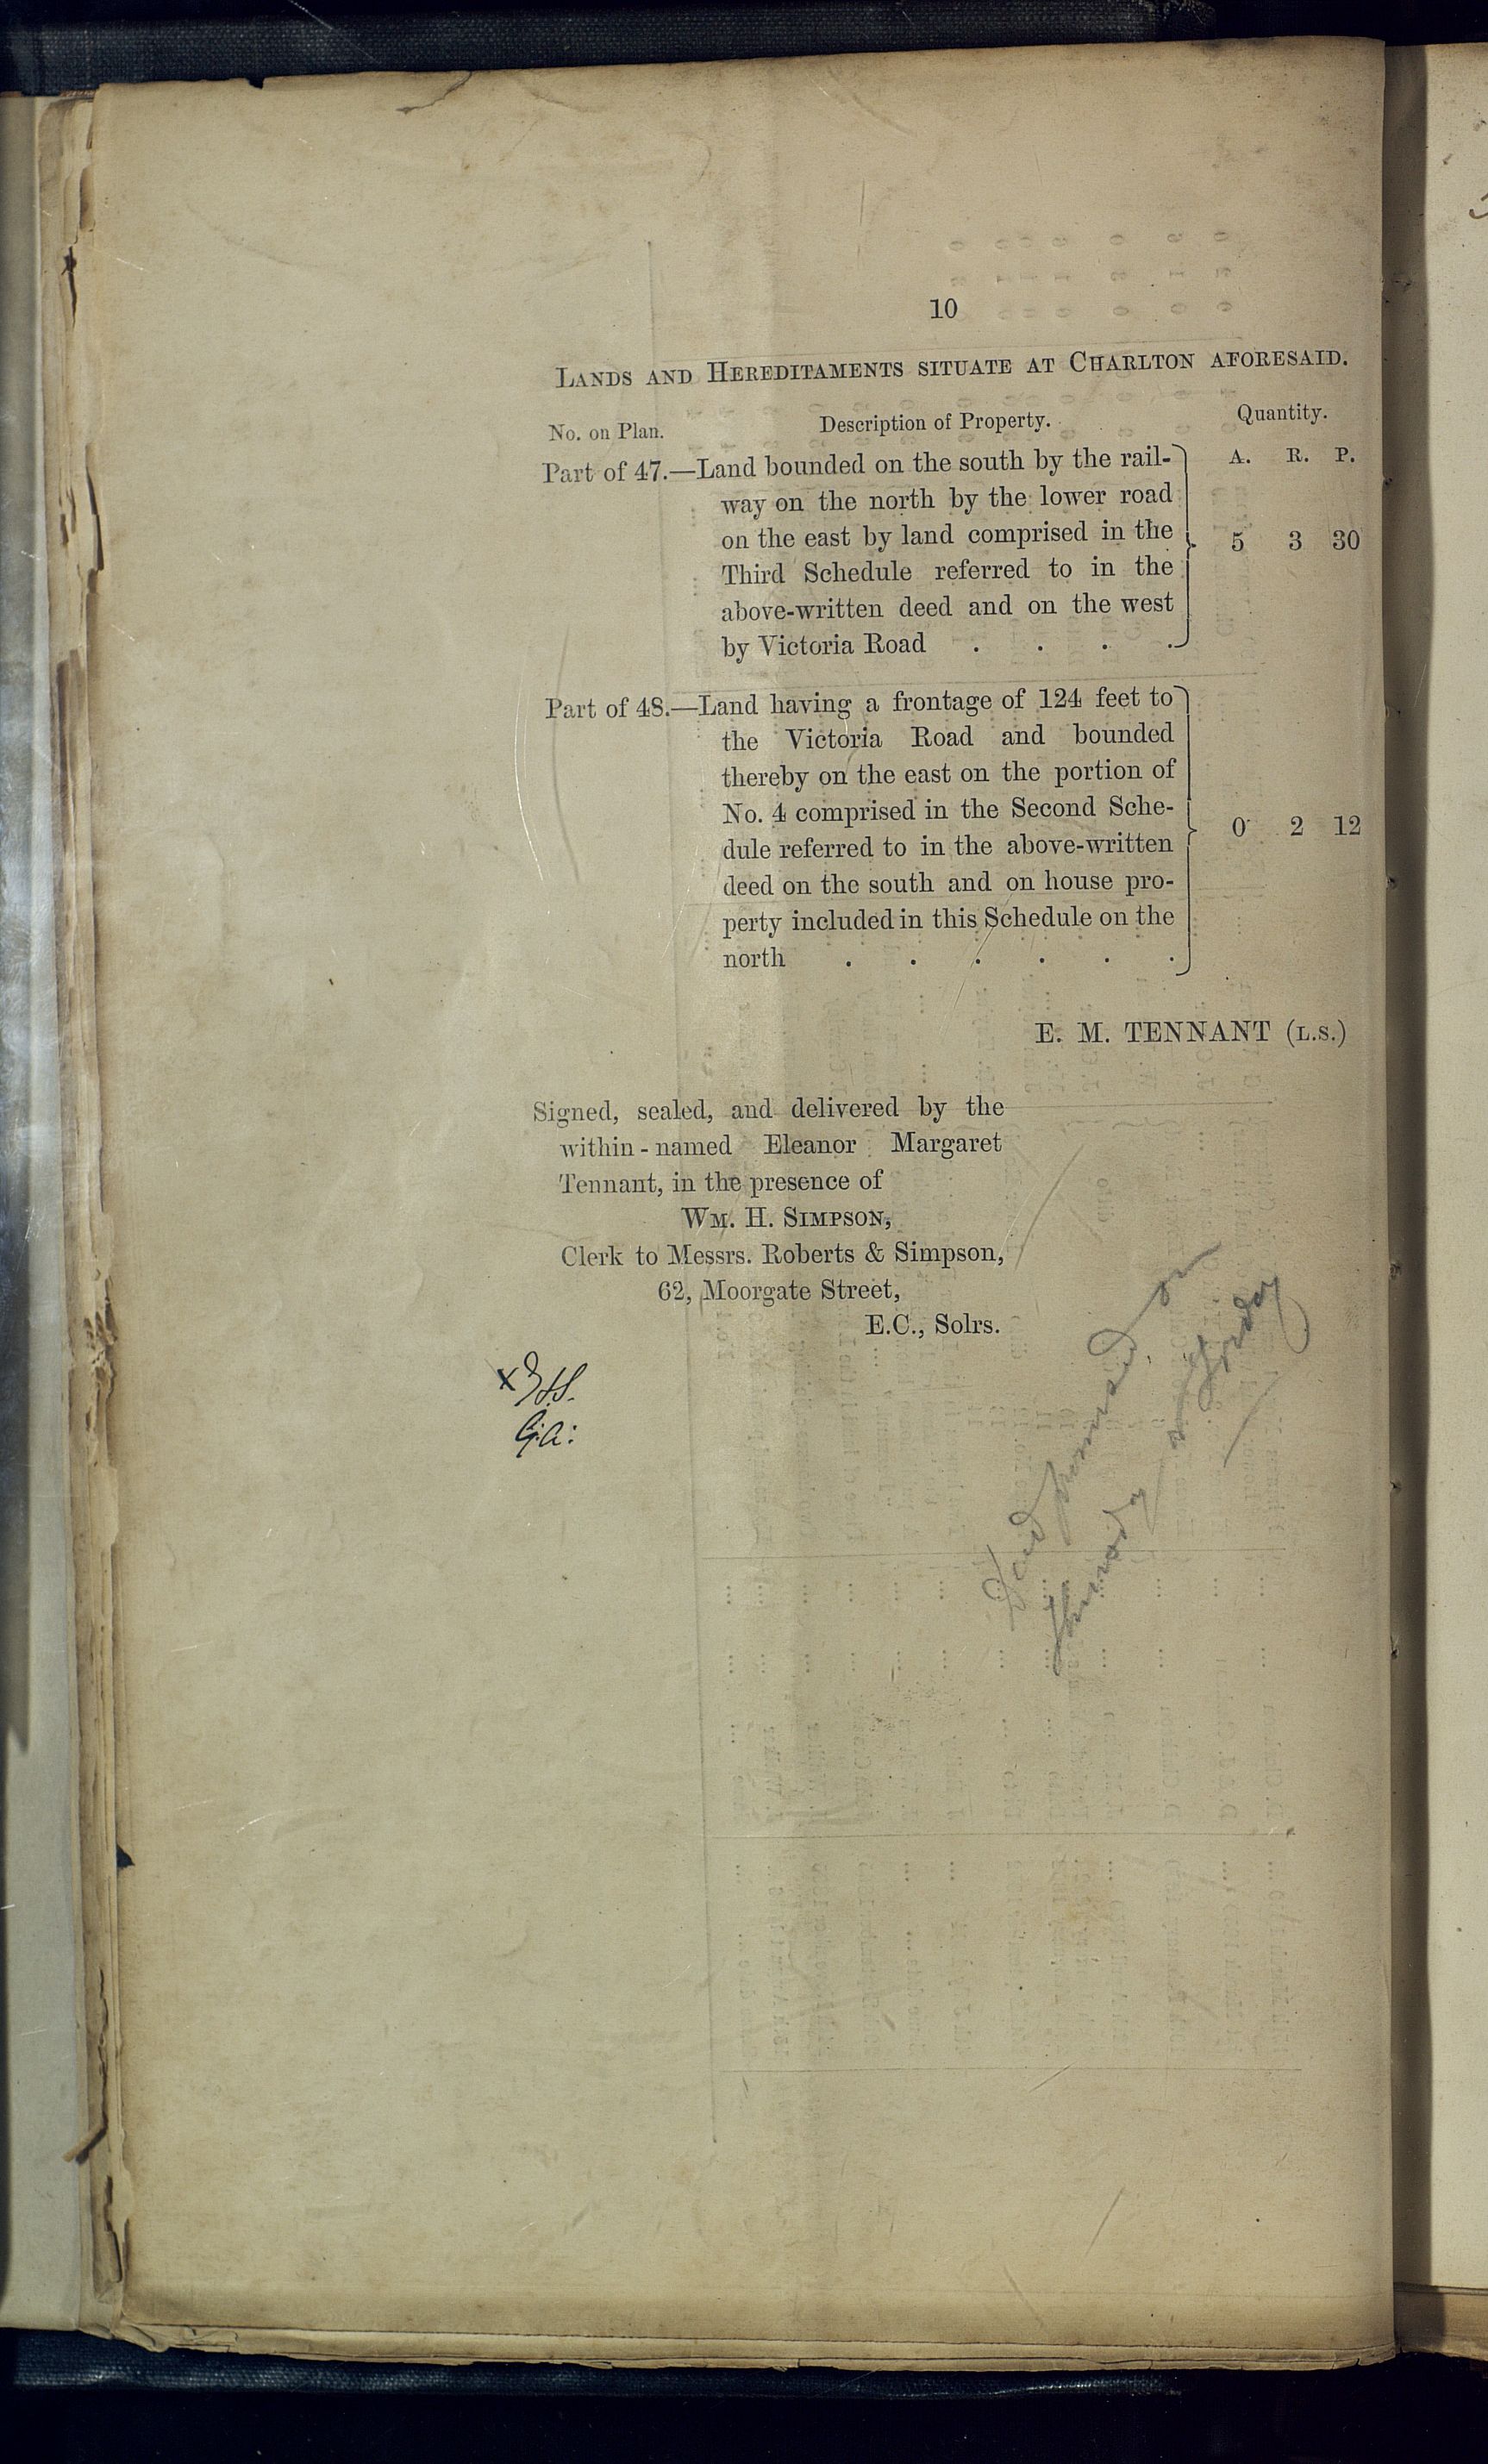 10
LANDS AND HEREDITAMENTS SITUATE AT CHARLTON AFORESAID.
No. on Plan. Description of Property. Quantity.
A. R. P.
Part of 47.—Land bounded on the south by the rail-
way on the north by the lower road
on the east by land comprised in the
Third Schedule referred to in the
above-written deed and on the west
by Victoria Road . . . .
5 3 30
Part of 48.—Land having a frontage of 124 feet to
the Victoria Road and bounded
thereby on the east on the portion of
No. 4 comprised in the Second Sche-
dule referred to in the above-written
deed on the south and on house pro-
perty included in this Schedule on the
north . . . . . .
0 2 12
E. M. TENNANT (L.S.)
Signed, sealed, and delivered by the
within-named Eleanor Margaret
Tennant, in the presence of
WM. H. SIMPSON,
Clerk to Messrs. Roberts & Simpson,
62, Moorgate Street,
E.C., Solrs.
G.A: